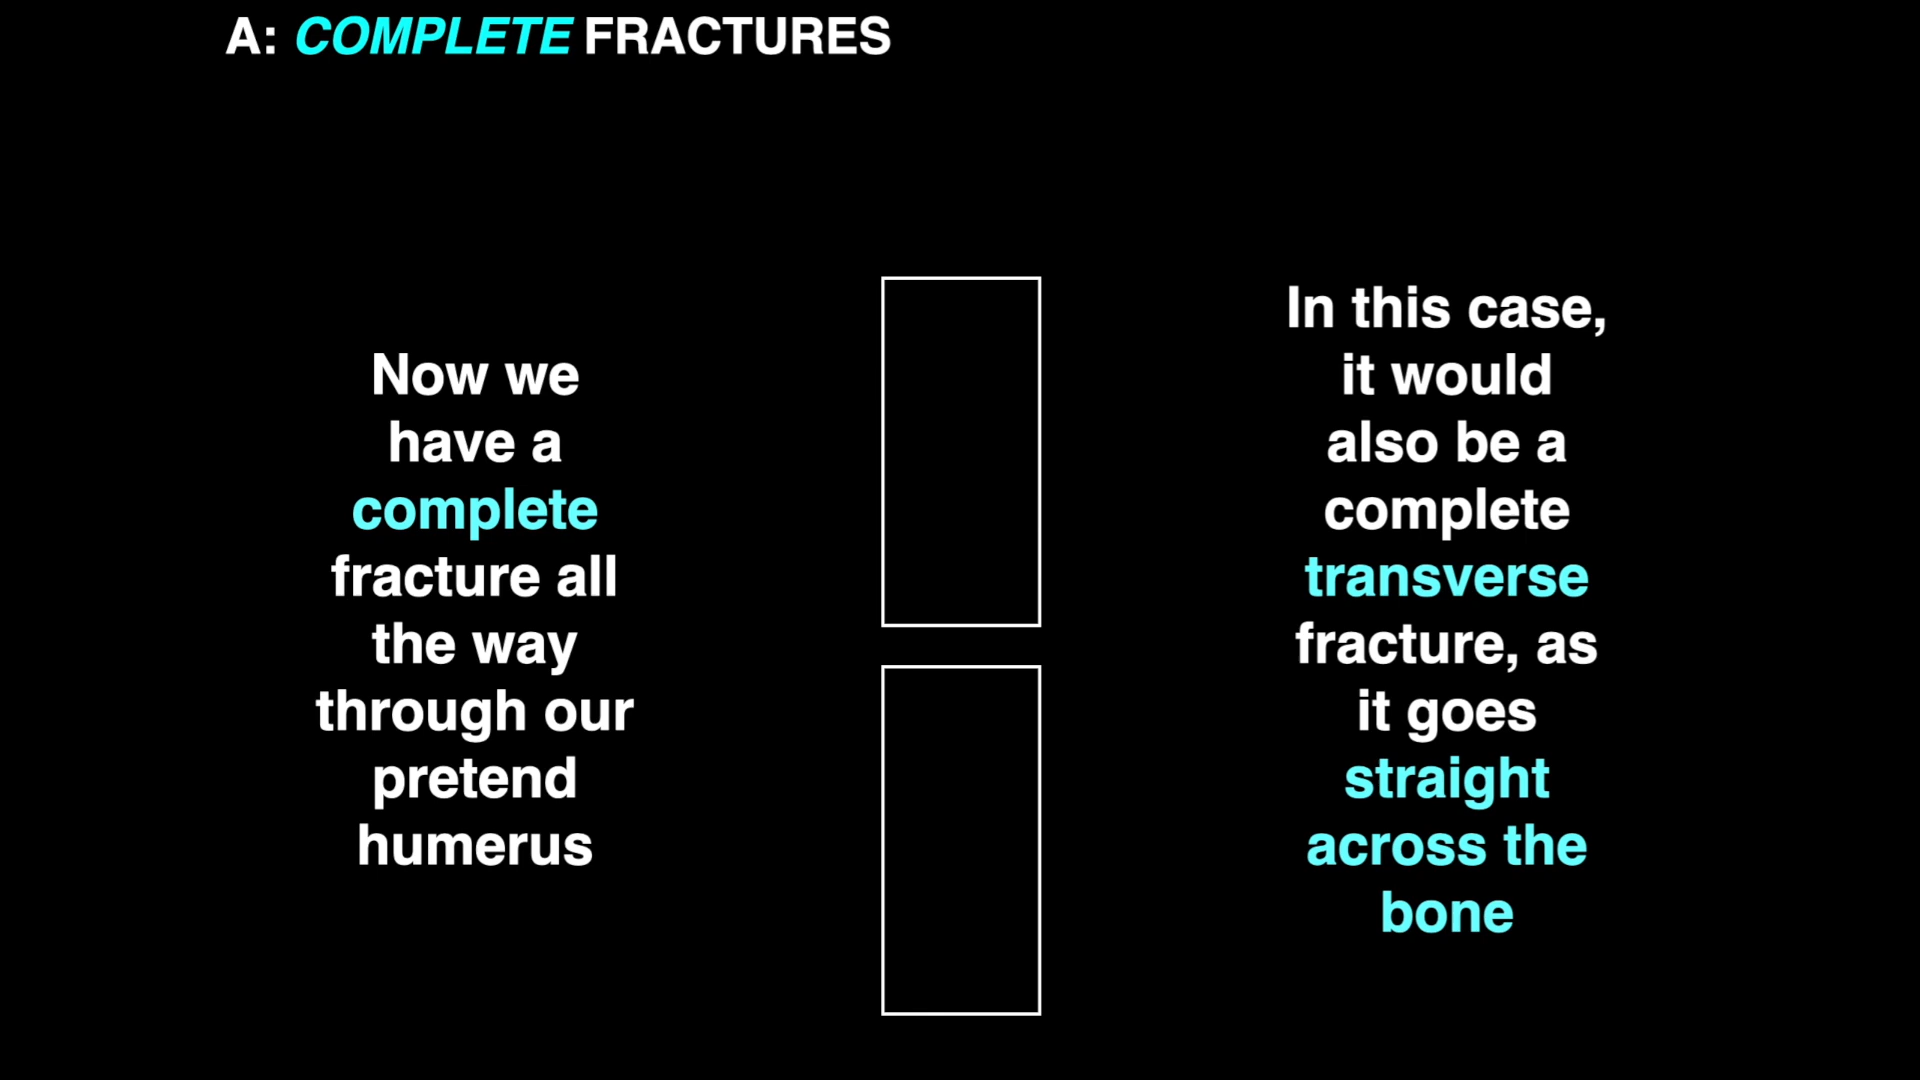 A: COMPLETE FRACTURES
Now we
have a
complete
fracture all
the way
through our
pretend
humerus
In this case,
it would
also be a
complete
transverse
fracture, as
it goes
straight
across the
bone